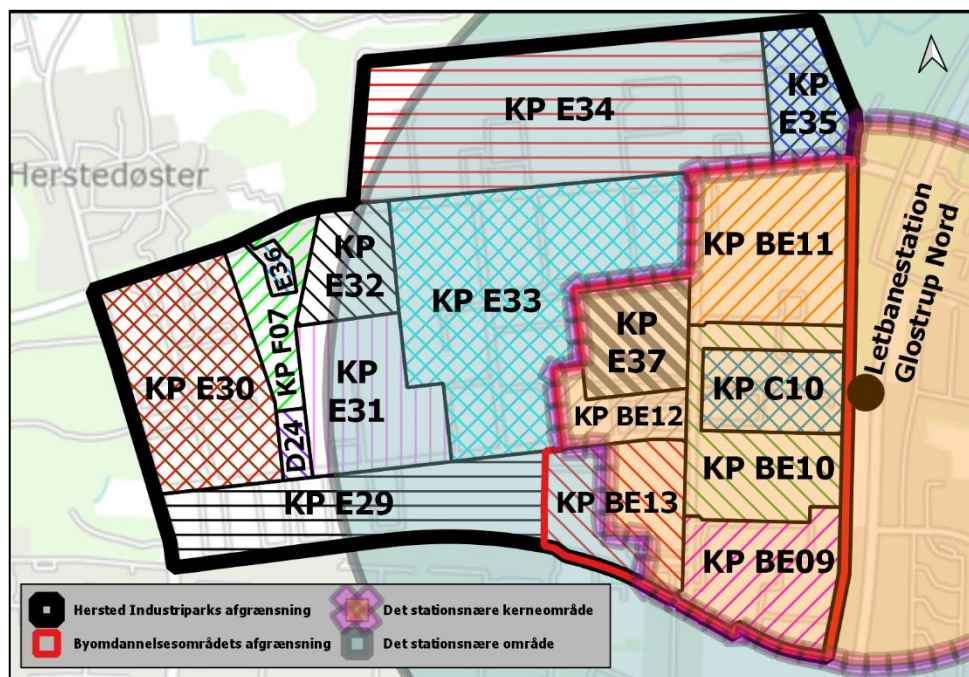 KP E34
KP
E35
Herstedøster
KP BE11
KP
E32
E36
KP E33
Letbanestation
Glostrup Nord
KP
E37
KP F07
KP E30
KP
E31
KP C10
KP BE12
D24
KP BE10
KP E29
KP BE13
KP BE09
Hersted Industriparks afgrænsning
Det stationsnære kerneområde
Byomdannelsesområdets afgrænsning
Det stationsnære område